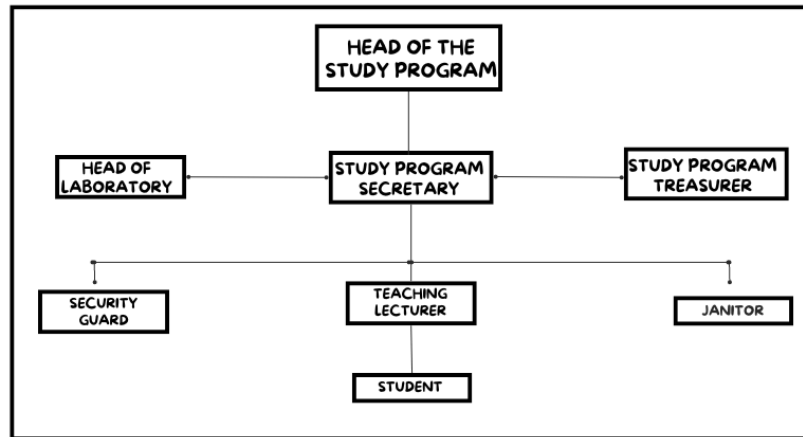 HEAD OF THE
STUDY PROGRAM
HEAD OF
LABORATORY
STUDY PROGRAM
SECRETARY
STUDY PROGRAM
TREASURER
SECURITY
GUARD
TEACHING
LECTURER
JANITOR
STUDENT